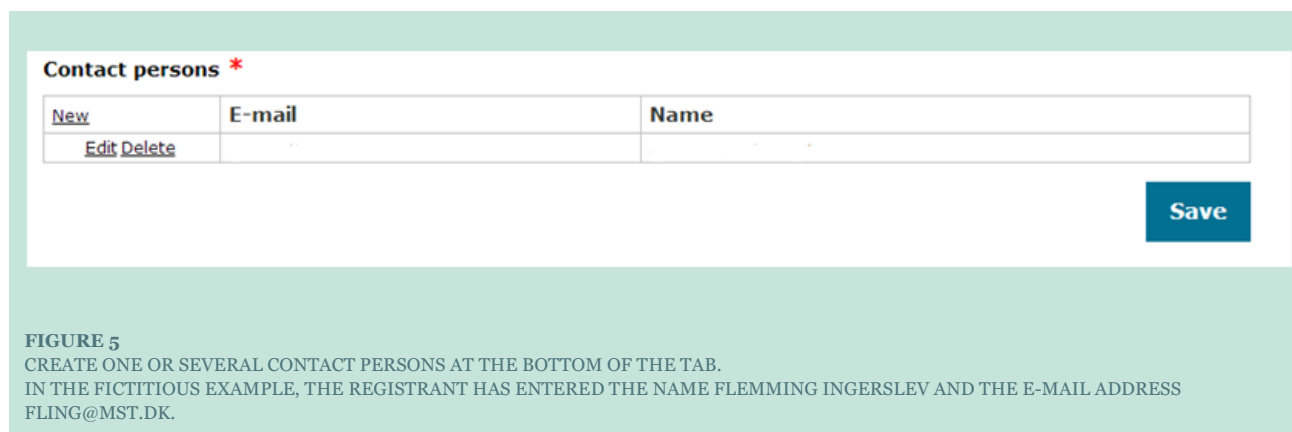 Contact persons *
New E-mail Name
Edit Delete
Save
FIGURE 5
CREATE ONE OR SEVERAL CONTACT PERSONS AT THE BOTTOM OF THE TAB.
IN THE FICTITIOUS EXAMPLE, THE REGISTRANT HAS ENTERED THE NAME FLEMMING INGERSLEV AND THE E-MAIL ADDRESS
FLING@MST.DK.